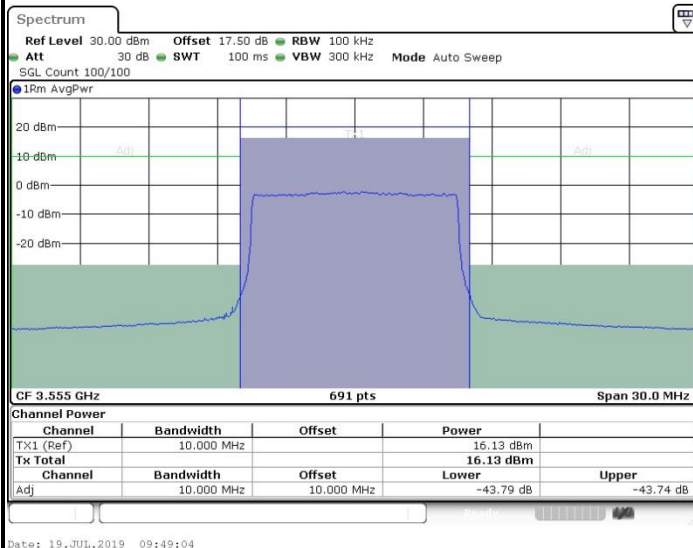 Spectrum
Ref Level 30.00 dBm Offset 17.50 dB RBW 100 kHz
Att 30 dB SWT 100 ms VBW 300 kHz Mode Auto Sweep
SGL Count 100/100
1Rm AvgPwr
20 dBm
TX1
Adj Adj
10 dBm
0 dBm
-10 dBm
-20 dBm
CF 3.555 GHz 691 pts Span 30.0 MHz
Channel Power
Channel Bandwidth Offset Power
TX1 (Ref) 10.000 MHz 16.13 dBm
Tx Total 16.13 dBm
Channel Bandwidth Offset Lower Upper
Adj 10.000 MHz 10.000 MHz -43.79 dB -43.74 dB
Ready
Date: 19.JUL.2019 09:49:04